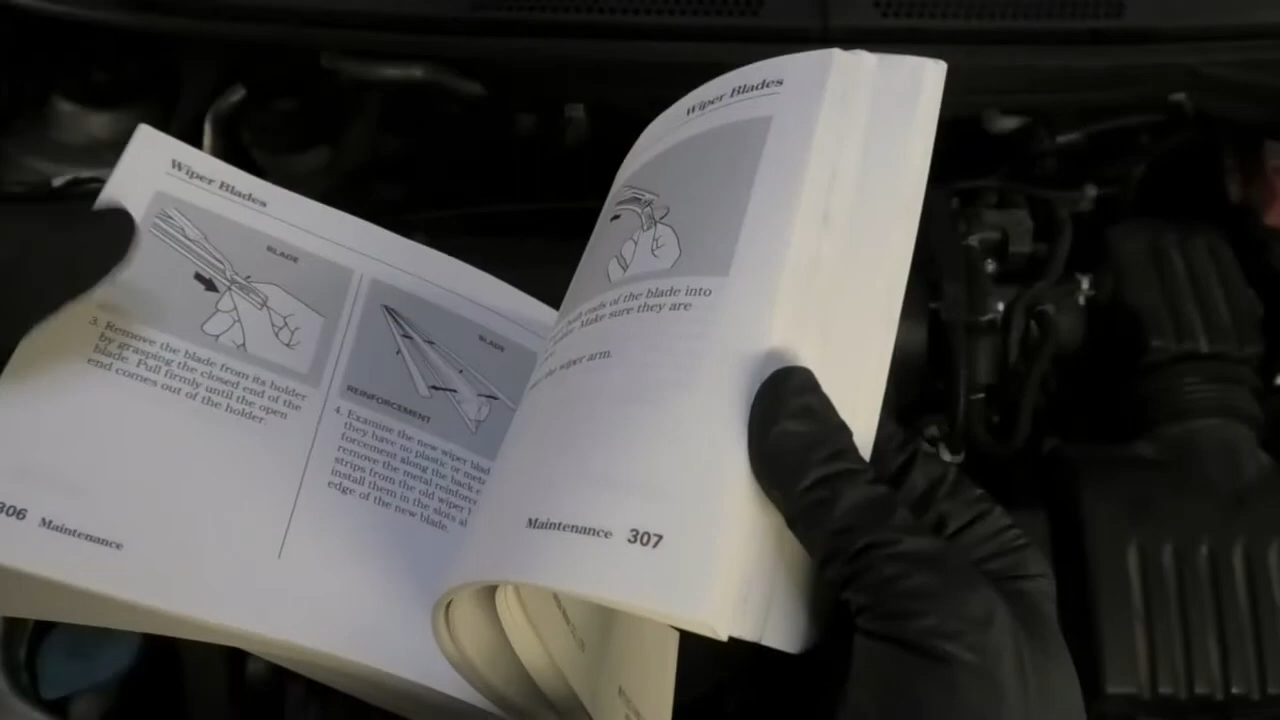 Wiper Blades
BLADE
3. Remove the blade from its holder
by grasping the closed end of the
blade. Pull firmly until the open
end comes out of the holder.
BLADE
REINFORCEMENT
4. Examine the new wiper
they have no plastic or
forcement along the back
remove the metal
strips from the old wiper
install them in the slots
edge of the new blade.
306 Maintenance
Wiper Blades
ends of the blade into
Make sure they are
wiper arm.
Maintenance 307